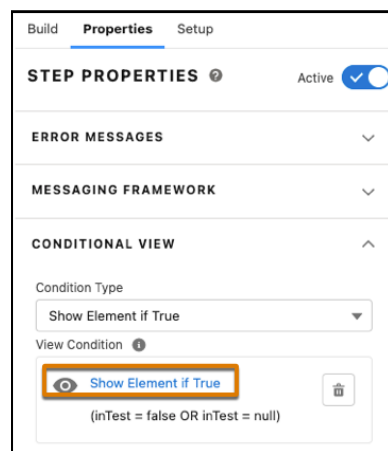 Build Properties Setup
STEP PROPERTIES Active
ERROR MESSAGES
MESSAGING FRAMEWORK
CONDITIONAL VIEW
Condition Type
Show Element if True
View Condition
Show Element if True
(inTest = false OR inTest = null)